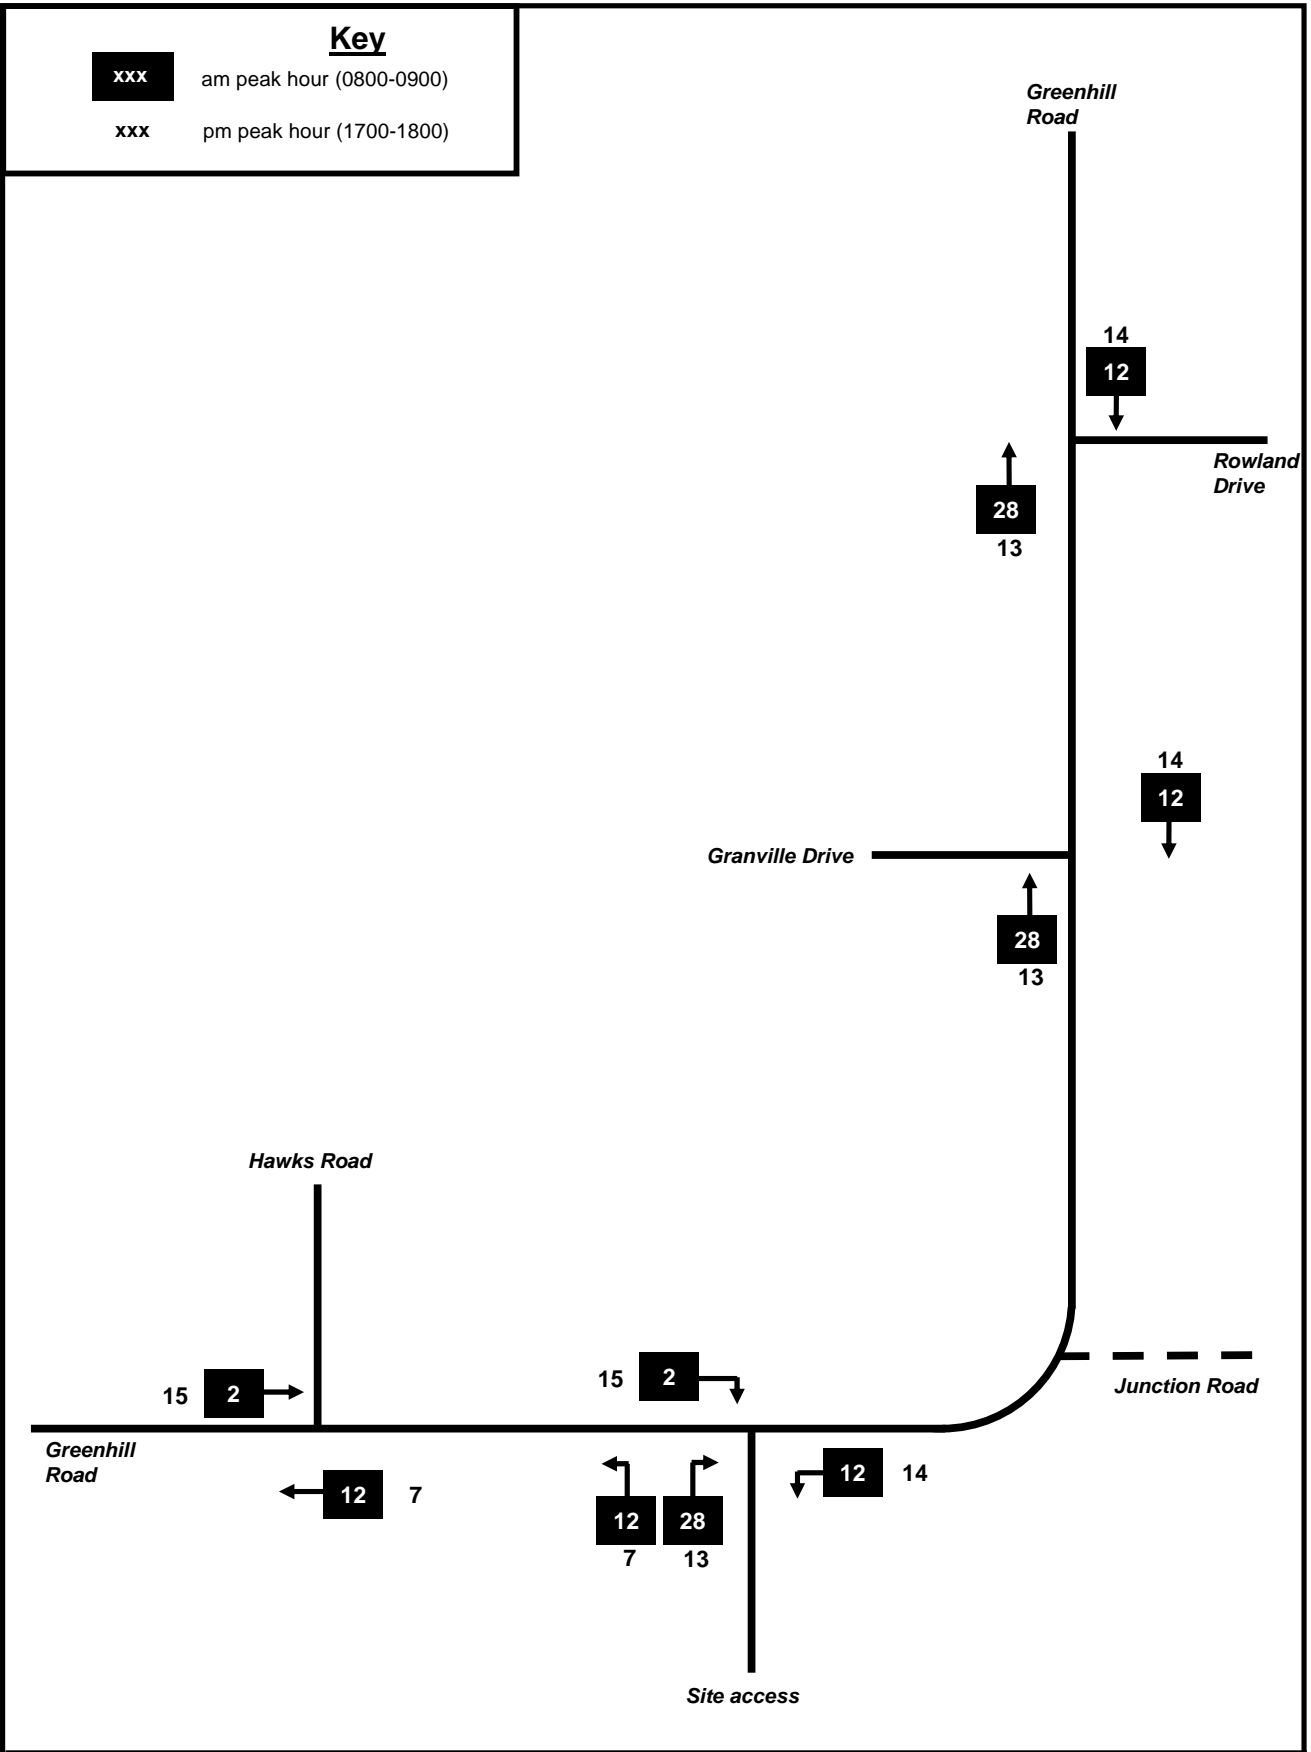 Key
xxx am peak hour (0800-0900)
xxx pm peak hour (1700-1800)
Greenhill
Road
14
12
Rowland
Drive
28
13
14
12
Granville Drive
28
13
Hawks Road
15 2
15 2
Junction Road
Greenhill
Road
12 7
12 28
7 13
12 14
Site access